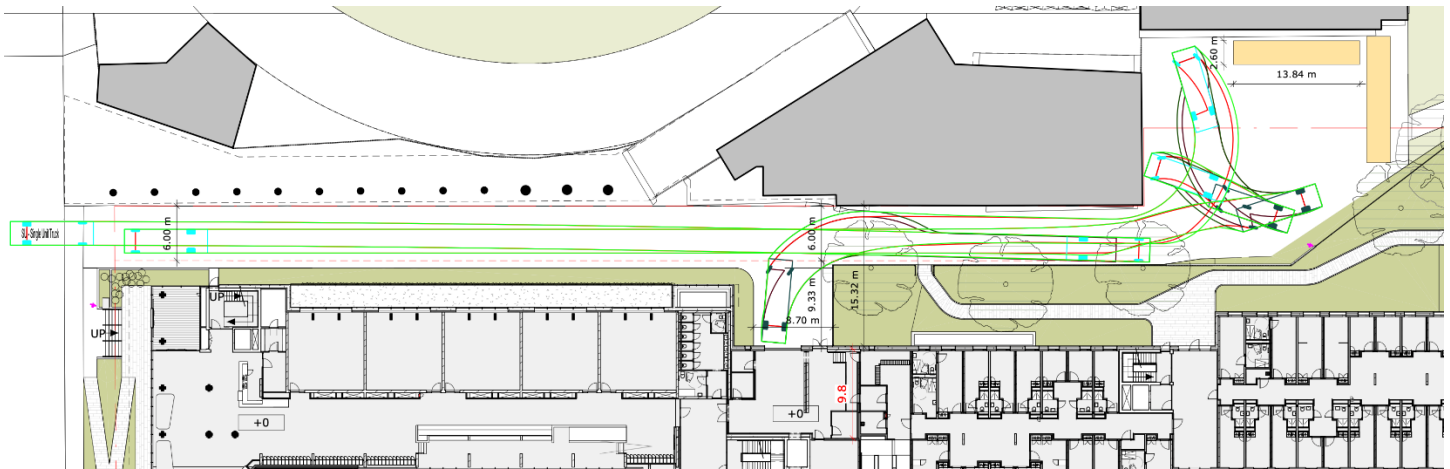 2.60 m
13.84 m
SU - Single Unit Truck
6.00 m
6.00 m
9.33 m
15.32 m
8.70 m
UP
UP
9.8
+0
+0